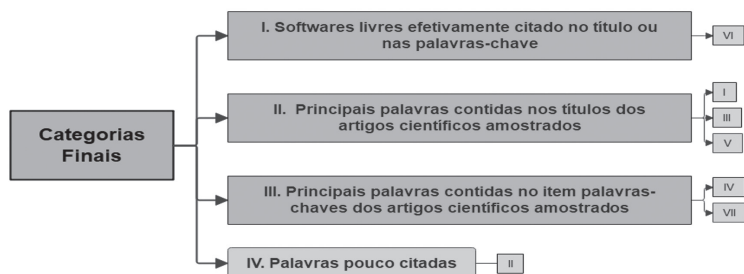 Categorias
Finais
I. Softwares livres efetivamente citado no título ou
nas palavras-chave
VI
II. Principais palavras contidas nos títulos dos
artigos científicos amostrados
I
III
V
III. Principais palavras contidas no item palavras-
chaves dos artigos científicos amostrados
IV
VII
IV. Palavras pouco citadas
II